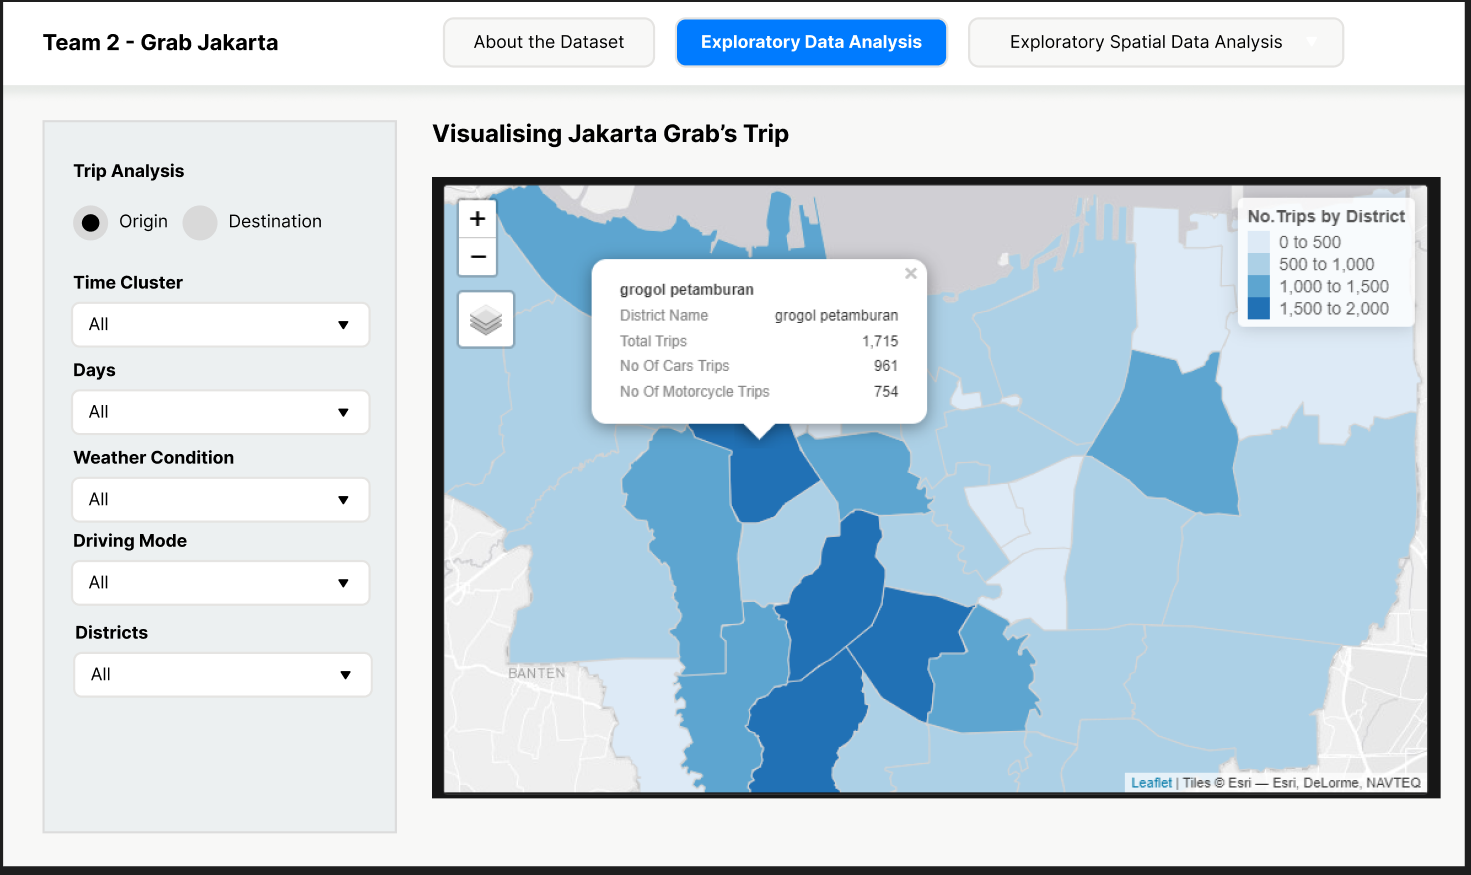 Team 2 - Grab Jakarta
About the Dataset
Exploratory Data Analysis
Exploratory Spatial Data Analysis
Trip Analysis
Origin
Destination
Time Cluster
All
Days
All
Weather Condition
All
Driving Mode
All
Districts
All
Visualising Jakarta Grab’s Trip
+
−
grogol petamburan
District Name grogol petamburan
Total Trips 1,715
No Of Cars Trips 961
No Of Motorcycle Trips 754
×
No.Trips by District
0 to 500
500 to 1,000
1,000 to 1,500
1,500 to 2,000
BANTEN
Leaflet | Tiles © Esri — Esri, DeLorme, NAVTEQ